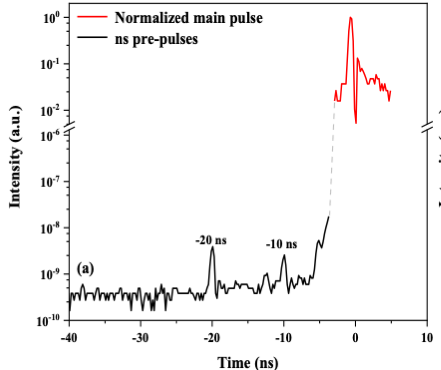 Normalized main pulse
ns pre-pulses
10^0
10^-1
10^-2
10^-6
10^-7
10^-8
10^-9
10^-10
Intensity (a.u.)
-20 ns
-10 ns
(a)
-40 -30 -20 -10 0 10
Time (ns)